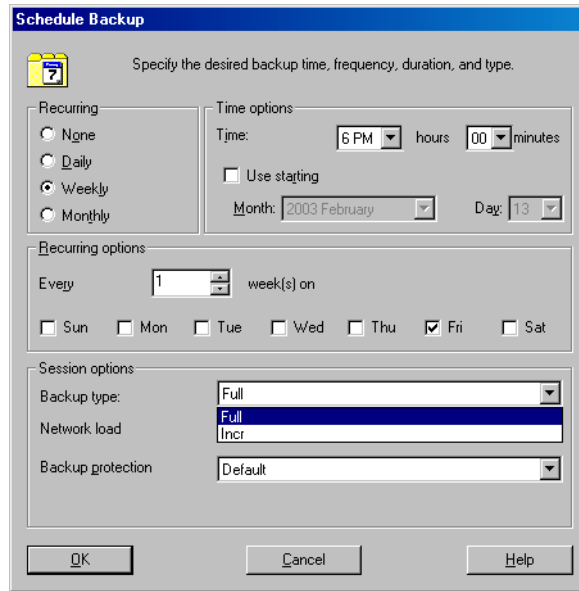 Schedule Backup
7
Specify the desired backup time, frequency, duration, and type.
Recurring
None
Daily
Weekly
Monthly
Time options
Time: 6 PM hours 00 minutes
Use starting
Month: 2003 February Day: 13
Recurring options
Every 1 week(s) on
Sun Mon Tue Wed Thu Fri Sat
Session options
Backup type: Full
Full
Network load
Incr
Backup protection Default
OK Cancel Help